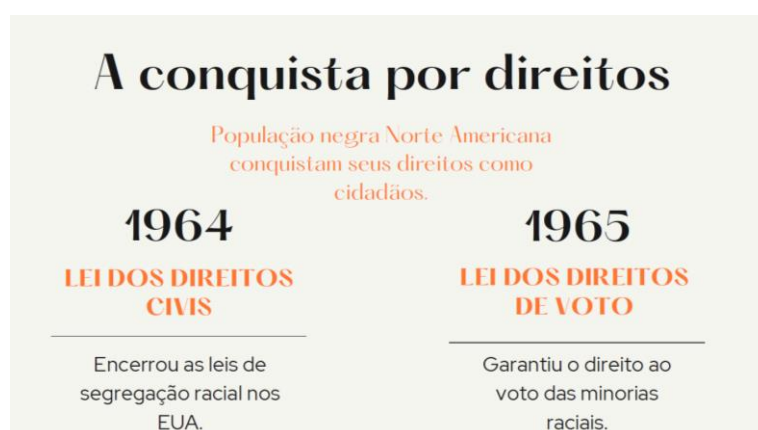 A conquista por direitos
População negra Norte Americana
conquistam seus direitos como
cidadãos.
1964
LEI DOS DIREITOS
CIVIS
Encerrou as leis de
segregação racial nos
EUA.
1965
LEI DOS DIREITOS
DE VOTO
Garantiu o direito ao
voto das minorias
raciais.